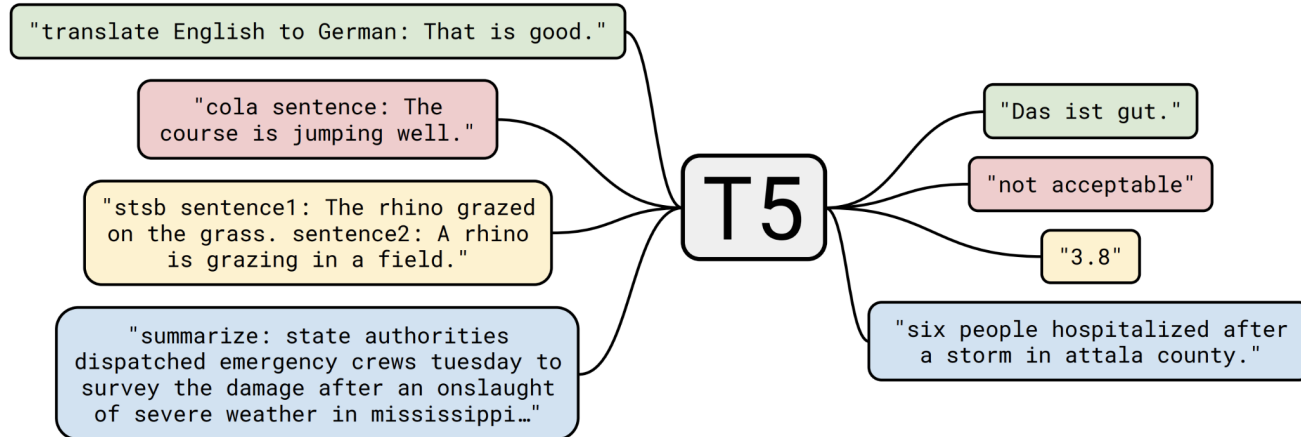 "translate English to German: That is good."
"cola sentence: The
course is jumping well."
"stsb sentence1: The rhino grazed
on the grass. sentence2: A rhino
is grazing in a field."
"summarize: state authorities
dispatched emergency crews tuesday to
survey the damage after an onslaught
of severe weather in mississippi…"
T5
"Das ist gut."
"not acceptable"
"3.8"
"six people hospitalized after
a storm in attala county."